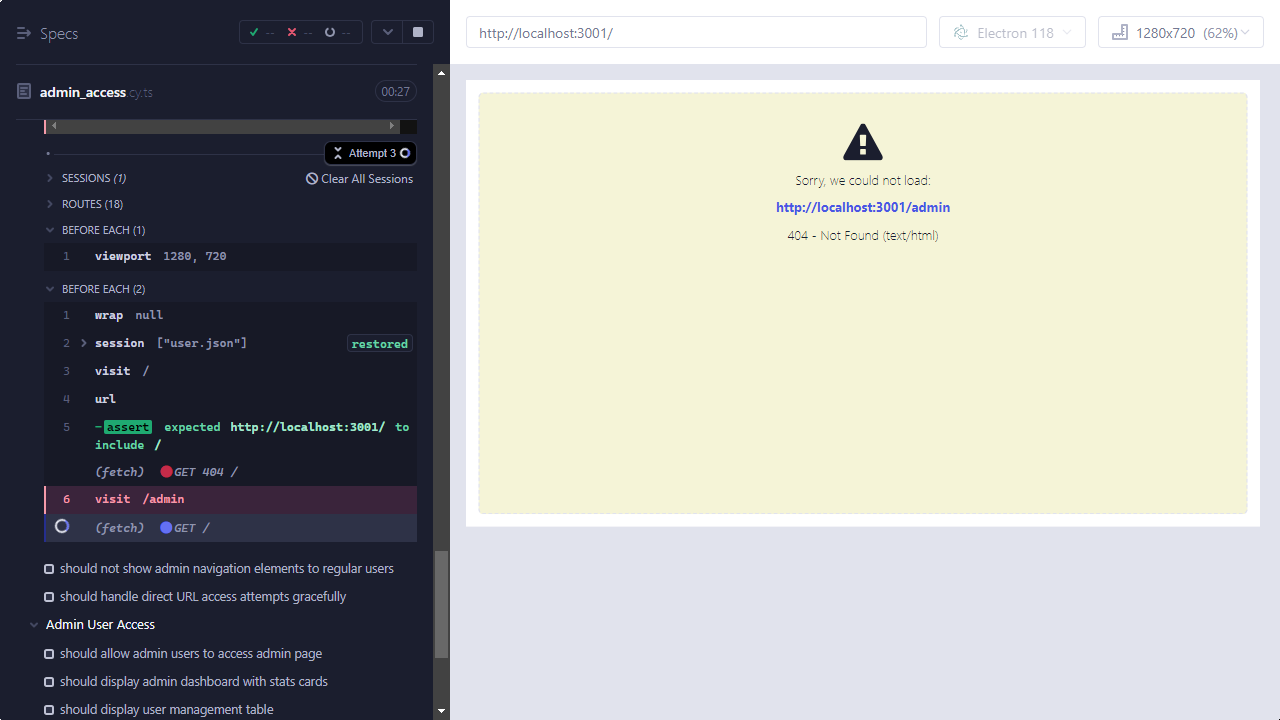 Specs
--
--
--
admin_access.cy.ts
00:27
Attempt 3
SESSIONS (1)
Clear All Sessions
ROUTES (18)
BEFORE EACH (1)
1 viewport 1280, 720
BEFORE EACH (2)
1 wrap null
2 session ["user.json"] restored
3 visit /
4 url
5 -assert expected http://localhost:3001/ to
include /
(fetch) GET 404 /
6 visit /admin
(fetch) GET /
should not show admin navigation elements to regular users
should handle direct URL access attempts gracefully
Admin User Access
should allow admin users to access admin page
should display admin dashboard with stats cards
should display user management table
http://localhost:3001/
Electron 118
1280x720 (62%)
Sorry, we could not load:
http://localhost:3001/admin
404 - Not Found (text/html)